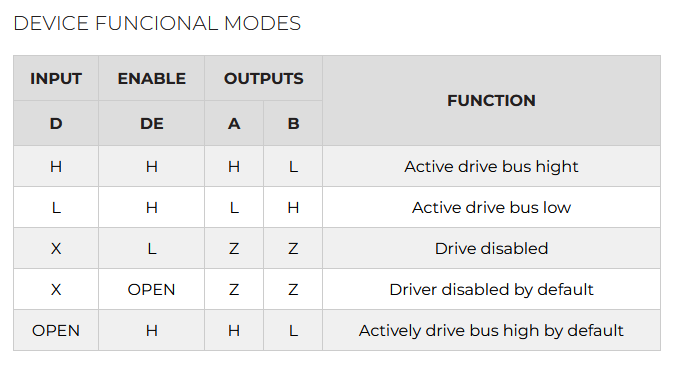 DEVICE FUNCIONAL MODES
INPUT ENABLE OUTPUTS FUNCTION
D DE A B
H H H L Active drive bus hight
L H L H Active drive bus low
X L Z Z Drive disabled
X OPEN Z Z Driver disabled by default
OPEN H H L Actively drive bus high by default